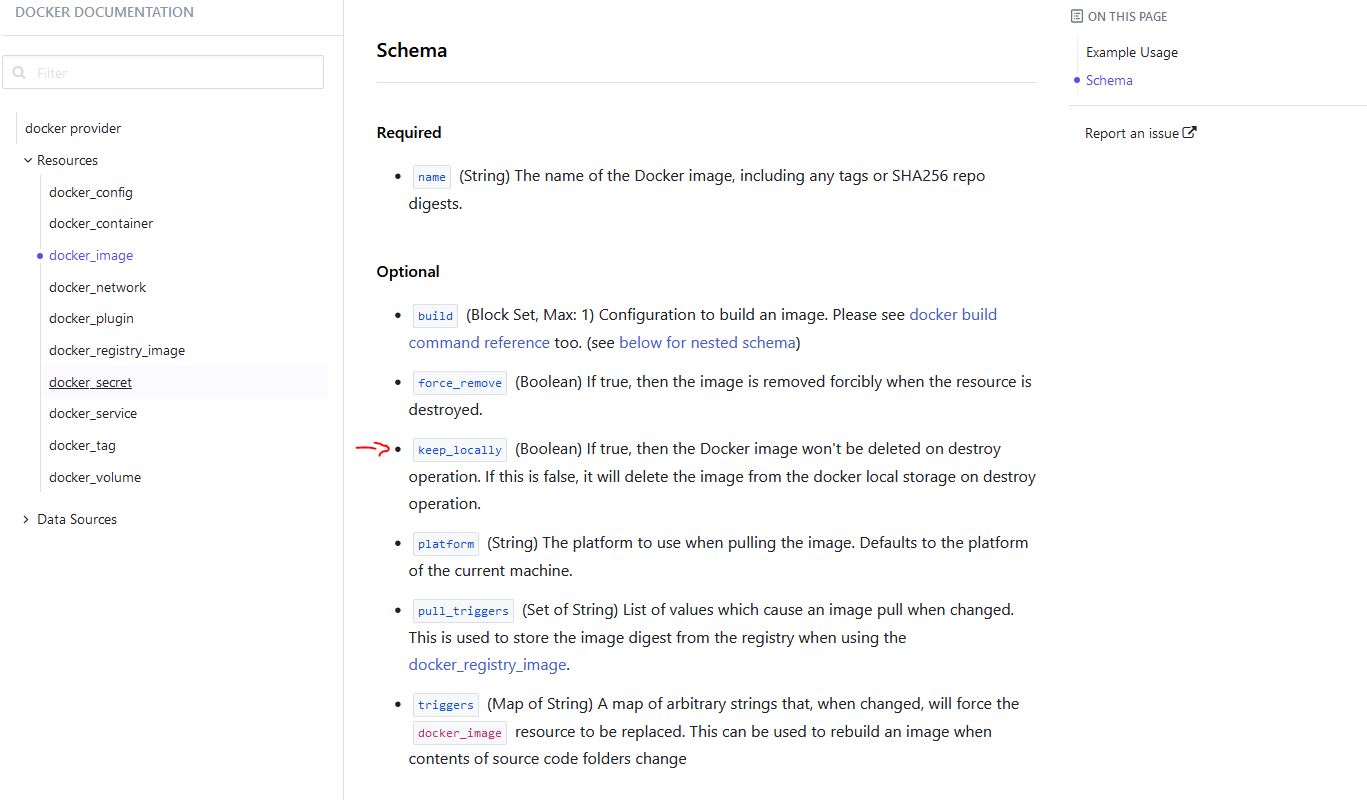 DOCKER DOCUMENTATION
Filter
docker provider
Resources
docker_config
docker_container
docker_image
docker_network
docker_plugin
docker_registry_image
docker_secret
docker_service
docker_tag
docker_volume
Data Sources
Schema
Required
name (String) The name of the Docker image, including any tags or SHA256 repo
digests.
Optional
build (Block Set, Max: 1) Configuration to build an image. Please see docker build
command reference too. (see below for nested schema)
force_remove (Boolean) If true, then the image is removed forcibly when the resource is
destroyed.
keep_locally (Boolean) If true, then the Docker image won't be deleted on destroy
operation. If this is false, it will delete the image from the docker local storage on destroy
operation.
platform (String) The platform to use when pulling the image. Defaults to the platform
of the current machine.
pull_triggers (Set of String) List of values which cause an image pull when changed.
This is used to store the image digest from the registry when using the
docker_registry_image.
triggers (Map of String) A map of arbitrary strings that, when changed, will force the
docker_image resource to be replaced. This can be used to rebuild an image when
contents of source code folders change
ON THIS PAGE
Example Usage
Schema
Report an issue